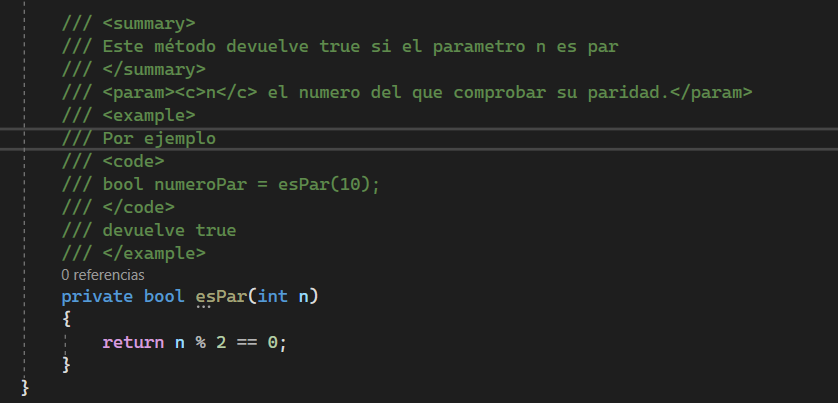 /// <summary>
/// Este método devuelve true si el parametro n es par
/// </summary>
/// <param><c>n</c> el numero del que comprobar su paridad.</param>
/// <example>
/// Por ejemplo
/// <code>
/// bool numeroPar = esPar(10);
/// </code>
/// devuelve true
/// </example>
0 referencias
private bool esPar(int n)
{
return n % 2 == 0;
}
}